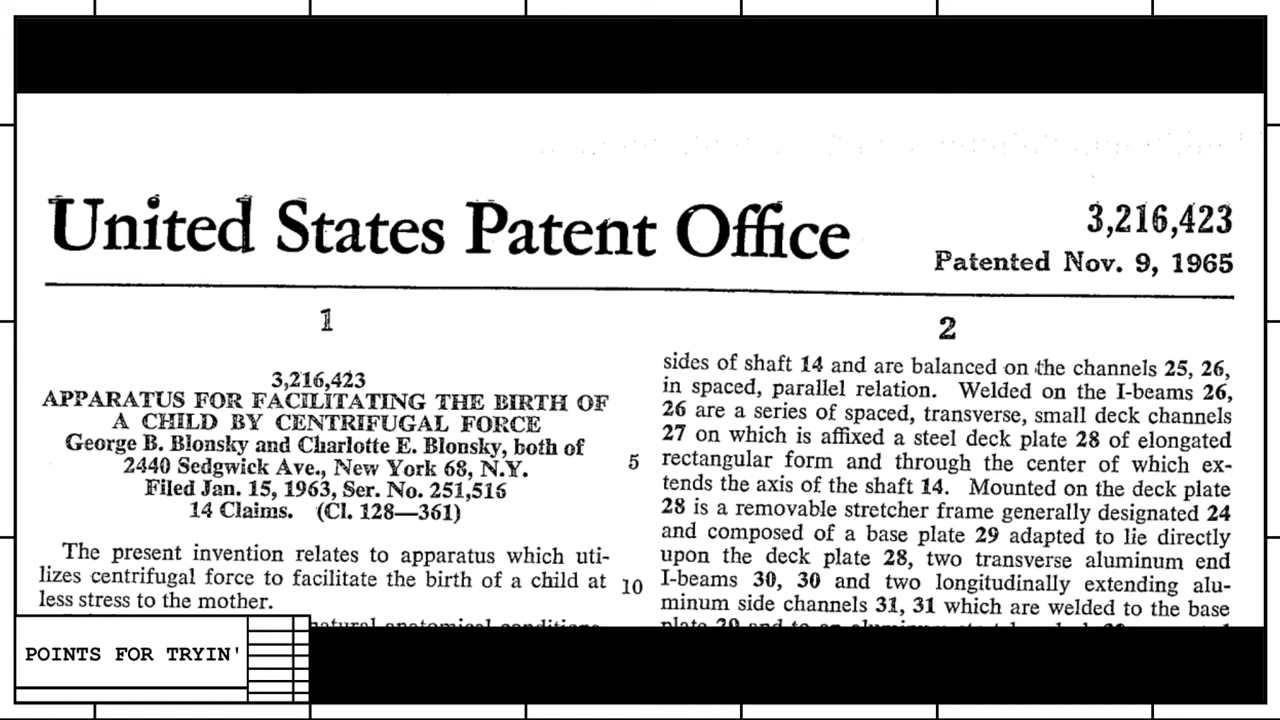 United States Patent Office
3,216,423
Patented Nov. 9, 1965
1
3,216,423
APPARATUS FOR FACILITATING THE BIRTH OF
A CHILD BY CENTRIFUGAL FORCE
George B. Blonsky and Charlotte E. Blonsky, both of
2440 Sedgwick Ave., New York 68, N.Y.
Filed Jan. 15, 1963, Ser. No. 251,516
14 Claims. (Cl. 128—361)
The present invention relates to apparatus which uti-
lizes centrifugal force to facilitate the birth of a child at
less stress to the mother.
natural anatomical conditions
5
10
2
sides of shaft 14 and are balanced on the channels 25, 26,
in spaced, parallel relation. Welded on the I-beams 26,
26 are a series of spaced, transverse, small deck channels
27 on which is affixed a steel deck plate 28 of elongated
rectangular form and through the center of which ex-
tends the axis of the shaft 14. Mounted on the deck plate
28 is a removable stretcher frame generally designated 24
and composed of a base plate 29 adapted to lie directly
upon the deck plate 28, two transverse aluminum end
I-beams 30, 30 and two longitudinally extending alu-
minum side channels 31, 31 which are welded to the base
plate 29 and to an aluminum
POINTS FOR TRYIN'